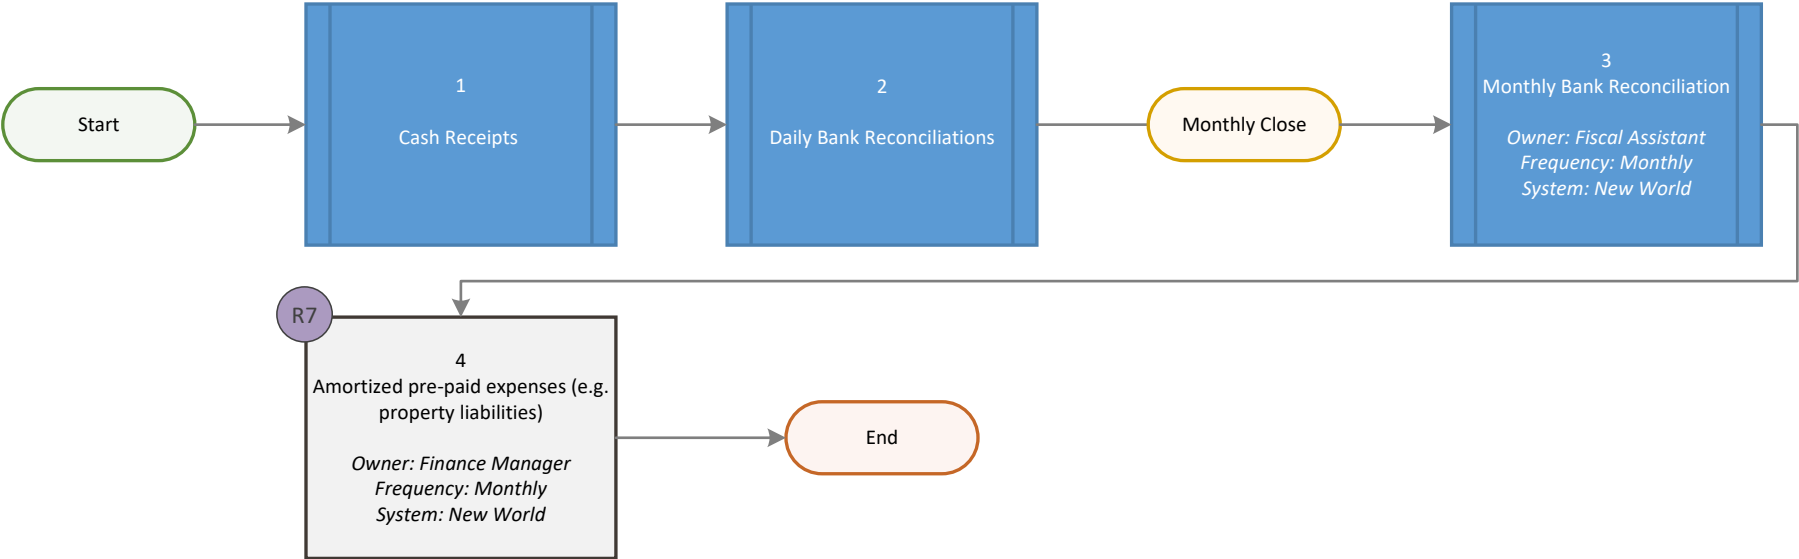 Start
1
Cash Receipts
2
Daily Bank Reconciliations
Monthly Close
3
Monthly Bank Reconciliation
Owner: Fiscal Assistant
Frequency: Monthly
System: New World
R7
4
Amortized pre-paid expenses (e.g.
property liabilities)
Owner: Finance Manager
Frequency: Monthly
System: New World
End